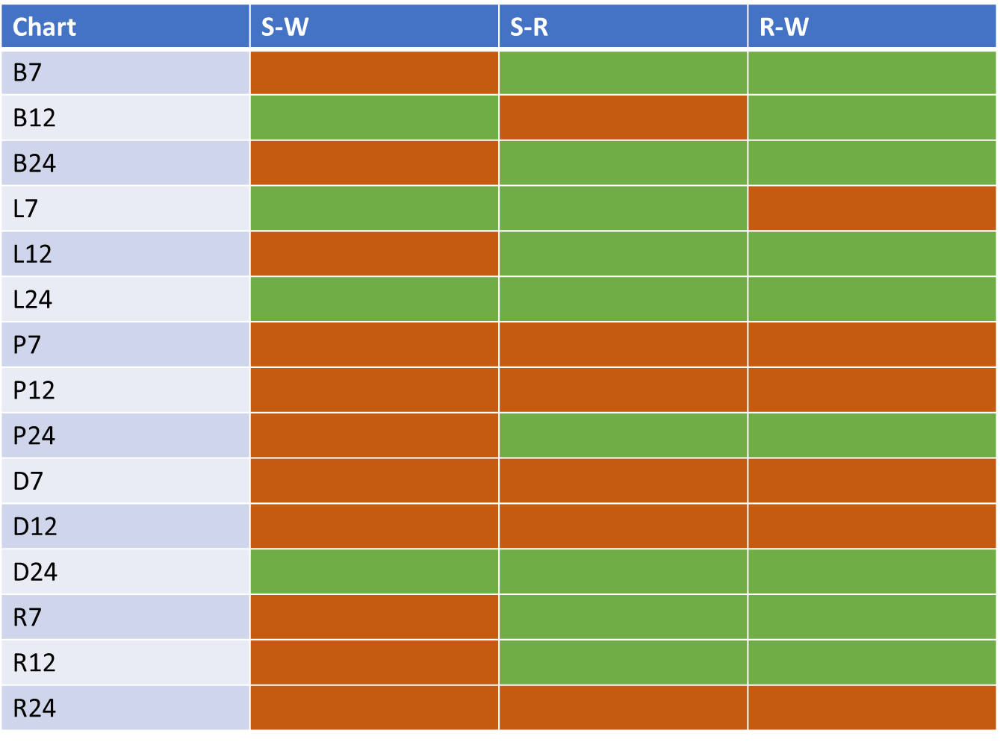 Chart S-W S-R R-W
B7
B12
B24
L7
L12
L24
P7
P12
P24
D7
D12
D24
R7
R12
R24